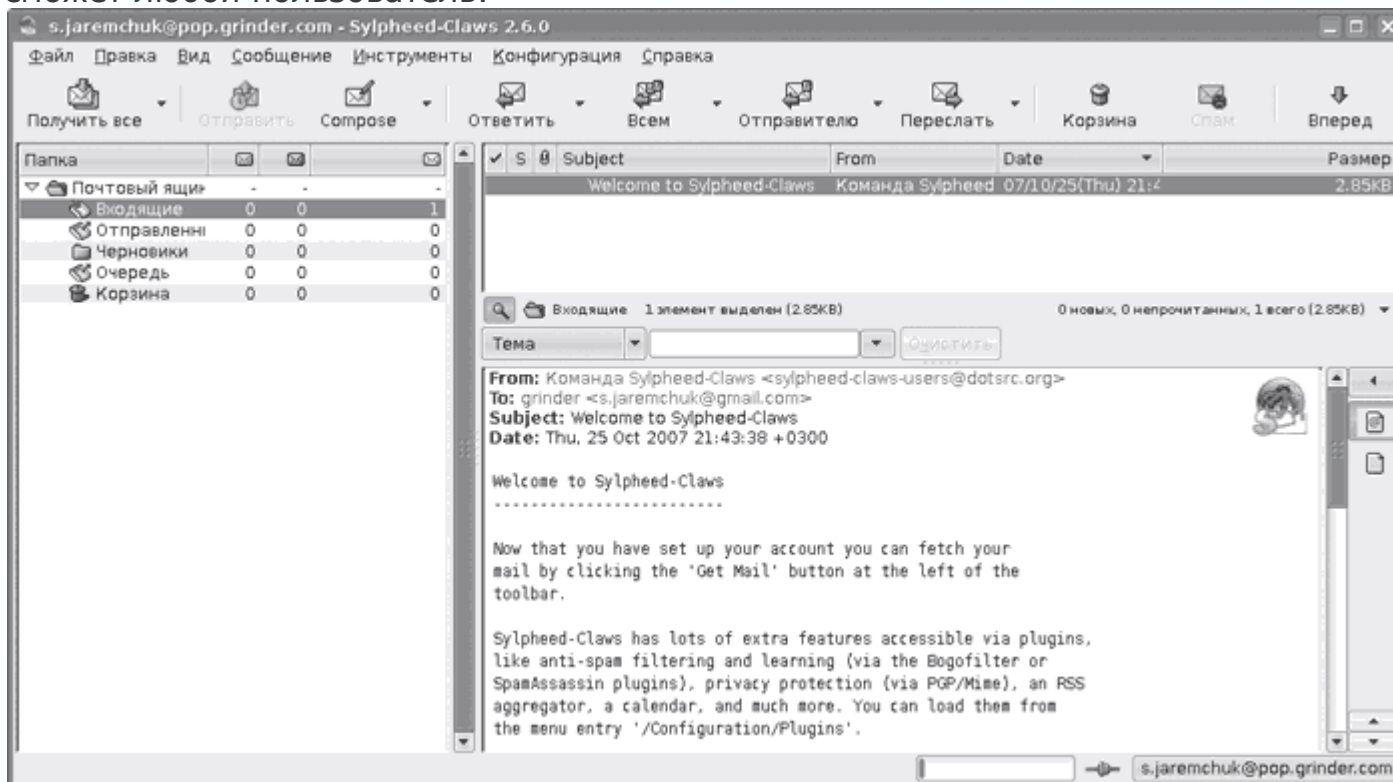 сможет любой пользователь.
s.jaremchuk@pop.grinder.com - Sylpheed-Claws 2.6.0
Файл Правка Вид Сообщение Инструменты Конфигурация Справка
Получить все Отправить Compose Ответить Всем Отправителю Переслать Корзина Спам Вперед
Папка
Почтовый ящик - - -
Входящие 0 0 1
Отправленн 0 0 0
Черновики 0 0 0
Очередь 0 0 0
Корзина 0 0 0
S Subject From Date Размер
Welcome to Sylpheed-Claws Команда Sylpheed 07/10/25(Thu) 21:4 2.85KB
Входящие 1 элемент выделен (2.85KB) 0 новых, 0 непрочитанных, 1 всего (2.85KB)
Тема Очистить
From: Команда Sylpheed-Claws <sylpheed-claws-users@dotsrc.org>
To: grinder <s.jaremchuk@gmail.com>
Subject: Welcome to Sylpheed-Claws
Date: Thu, 25 Oct 2007 21:43:38 +0300
Welcome to Sylpheed-Claws
-------------------------
Now that you have set up your account you can fetch your
mail by clicking the 'Get Mail' button at the left of the
toolbar.
Sylpheed-Claws has lots of extra features accessible via plugins,
like anti-spam filtering and learning (via the Bogofilter or
SpamAssassin plugins), privacy protection (via PGP/Mime), an RSS
aggregator, a calendar, and much more. You can load them from
the menu entry '/Configuration/Plugins'.
s.jaremchuk@pop.grinder.com